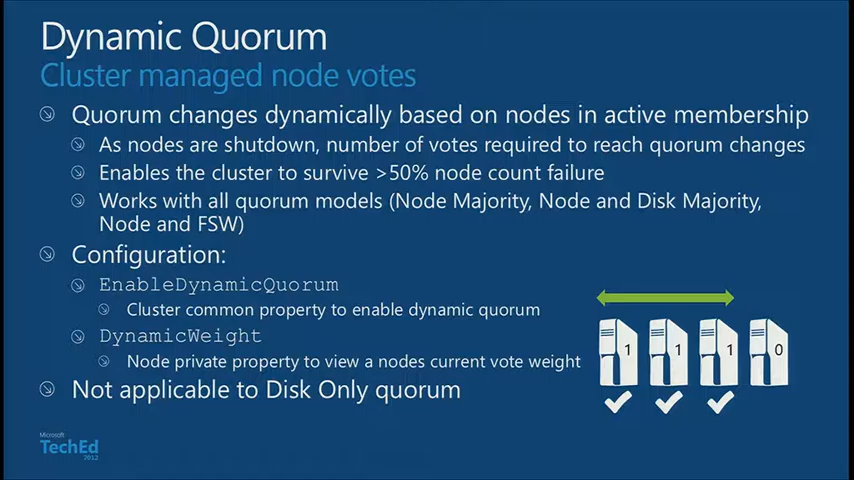 Dynamic Quorum
Cluster managed node votes
Quorum changes dynamically based on nodes in active membership
As nodes are shutdown, number of votes required to reach quorum changes
Enables the cluster to survive >50% node count failure
Works with all quorum models (Node Majority, Node and Disk Majority,
Node and FSW)
Configuration:
EnableDynamicQuorum
Cluster common property to enable dynamic quorum
DynamicWeight
Node private property to view a nodes current vote weight
Not applicable to Disk Only quorum
1 1 1 0
Microsoft
TechEd
2012